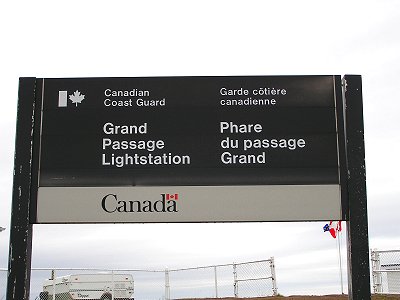 Canadian
Coast Guard
Garde côtière
canadienne
Grand
Passage
Lightstation
Phare
du passage
Grand
Canada